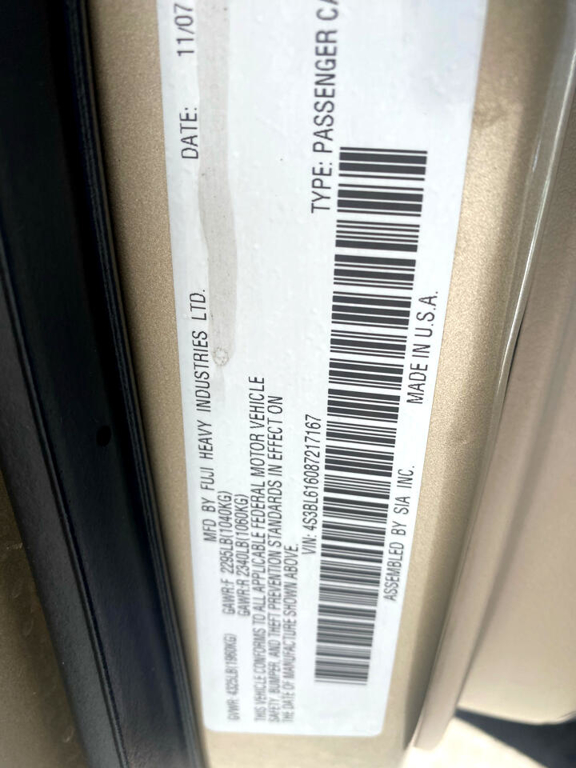 MFD BY FUJI HEAVY INDUSTRIES LTD. DATE: 11/07
GVWR: 4325LB(1960KG)
GAWR:F 2295LB(1040KG)
GAWR:R 2340LB(1060KG)
THIS VEHICLE CONFORMS TO ALL APPLICABLE FEDERAL MOTOR VEHICLE
SAFETY, BUMPER, AND THEFT PREVENTION STANDARDS IN EFFECT ON
THE DATE OF MANUFACTURE SHOWN ABOVE.
VIN: 4S3BL616087217167 TYPE: PASSENGER CA
ASSEMBLED BY SIA INC. MADE IN U.S.A.